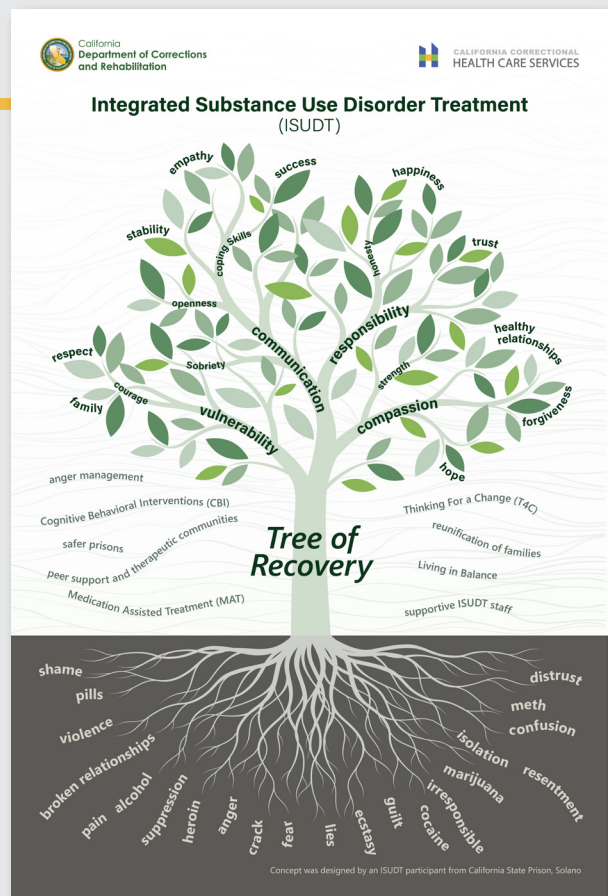 California
Department of Corrections
and Rehabilitation
CALIFORNIA CORRECTIONAL
HEALTH CARE SERVICES
Integrated Substance Use Disorder Treatment
(ISUDT)
empathy
success
happiness
stability
coping Skills
honesty
trust
openness
communication
responsibility
healthy
relationships
respect
Sobriety
strength
courage
family
vulnerability
compassion
forgiveness
hope
anger management
Cognitive Behavioral Interventions (CBI)
safer prisons
peer support and therapeutic communities
Medication Assisted Treatment (MAT)
Tree of
Recovery
Thinking For a Change (T4C)
reunification of families
Living in Balance
supportive ISUDT staff
shame
pills
violence
broken relationships
pain
alcohol
suppression
heroin
anger
crack
fear
lies
ecstasy
guilt
cocaine
irresponsible
marijuana
isolation
resentment
confusion
meth
distrust
Concept was designed by an ISUDT participant from California State Prison, Solano